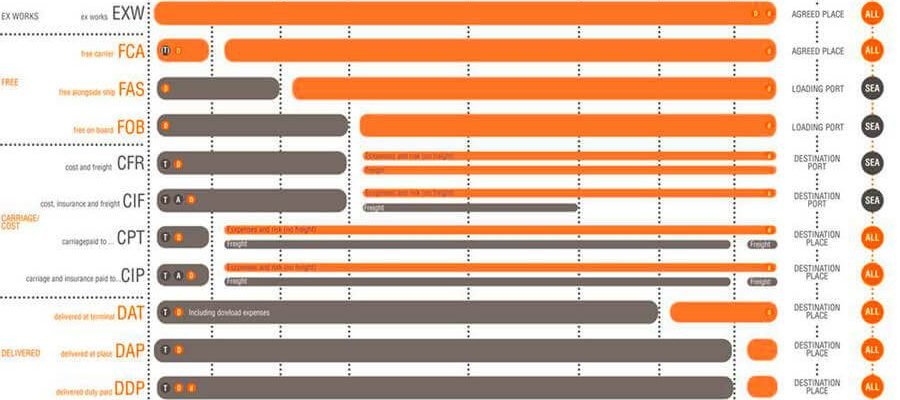 EX WORKS ex works EXW D d AGREED PLACE ALL
free carrier FCA T D d AGREED PLACE ALL
FREE
free alongside ship FAS D LOADING PORT SEA
free on board FOB D d LOADING PORT SEA
cost and freight CFR T D Expenses and risk (no freight) d DESTINATION PORT SEA
Freight
cost, insurance and freight CIF T A D Expenses and risk (no freight) d DESTINATION PORT SEA
Freight
CARRIAGE/
COST
carriagepaid to ... CPT T D Expenses and risk (no freight) d DESTINATION PLACE ALL
Freight Freight
carriage and insurance paid to... CIP T A D Expenses and risk (no freight) d DESTINATION PLACE ALL
Freight Freight
delivered at terminal DAT T D Including dowload expenses d DESTINATION PLACE ALL
DELIVERED delivered at place DAP T D DESTINATION PLACE ALL
delivered duty paid DDP T D d DESTINATION PLACE ALL